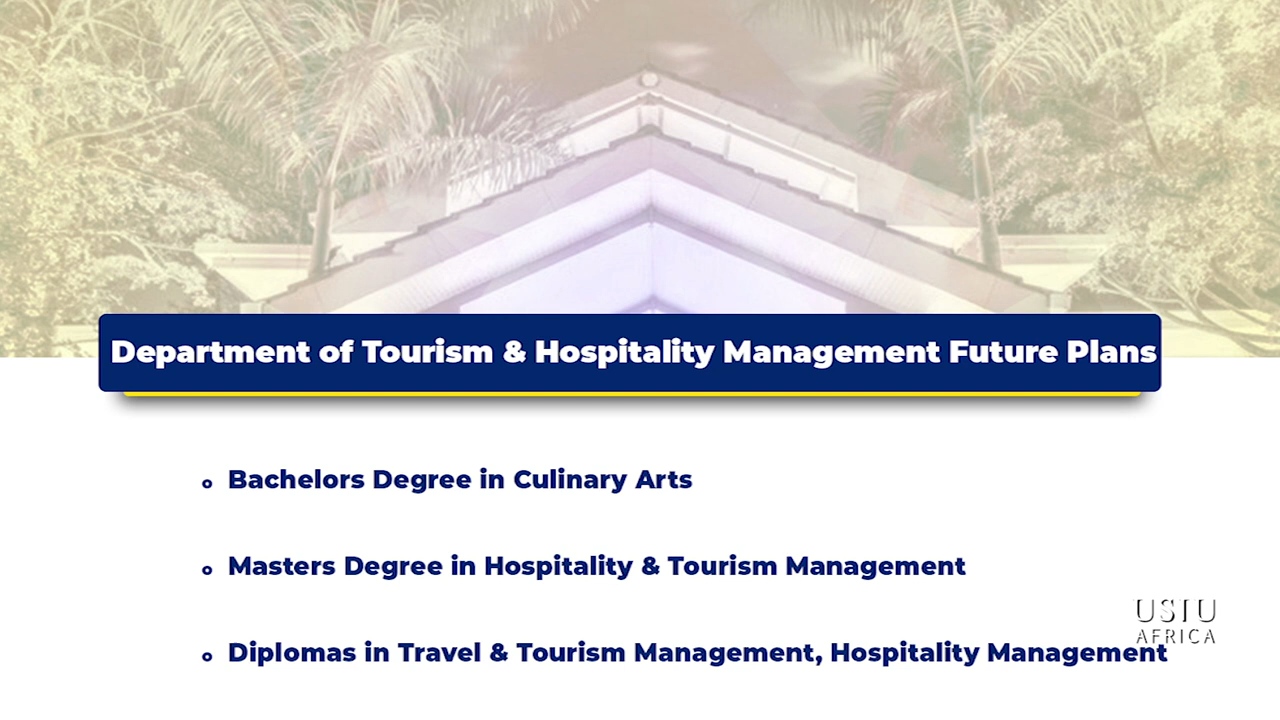 Department of Tourism & Hospitality Management Future Plans
o Bachelors Degree in Culinary Arts
o Masters Degree in Hospitality & Tourism Management
USIU
AFRICA
o Diplomas in Travel & Tourism Management, Hospitality Management